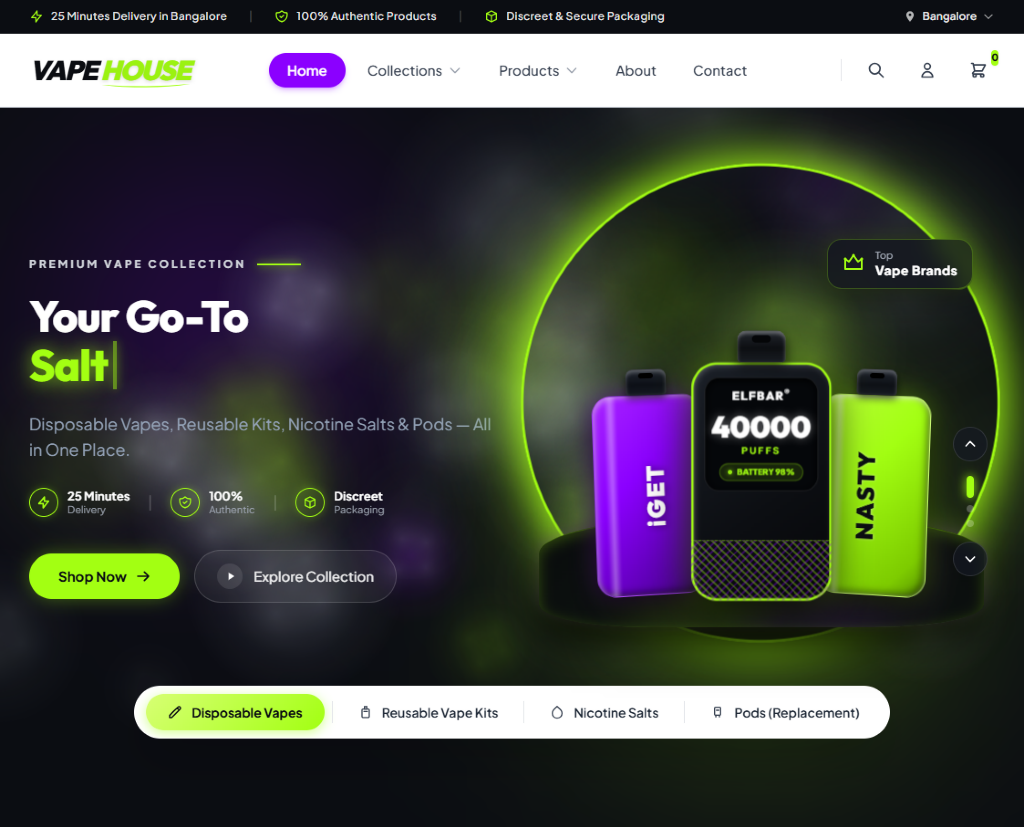 25 Minutes Delivery in Bangalore
100% Authentic Products
Discreet & Secure Packaging
Bangalore
VAPE HOUSE
Home
Collections
Products
About
Contact
0
PREMIUM VAPE COLLECTION
Your Go-To
Salt
Disposable Vapes, Reusable Kits, Nicotine Salts & Pods — All
in One Place.
25 Minutes
Delivery
100%
Authentic
Discreet
Packaging
Shop Now
Explore Collection
Top
Vape Brands
iGET
ELFBAR®
40000
PUFFS
BATTERY 98%
NASTY
Disposable Vapes
Reusable Vape Kits
Nicotine Salts
Pods (Replacement)